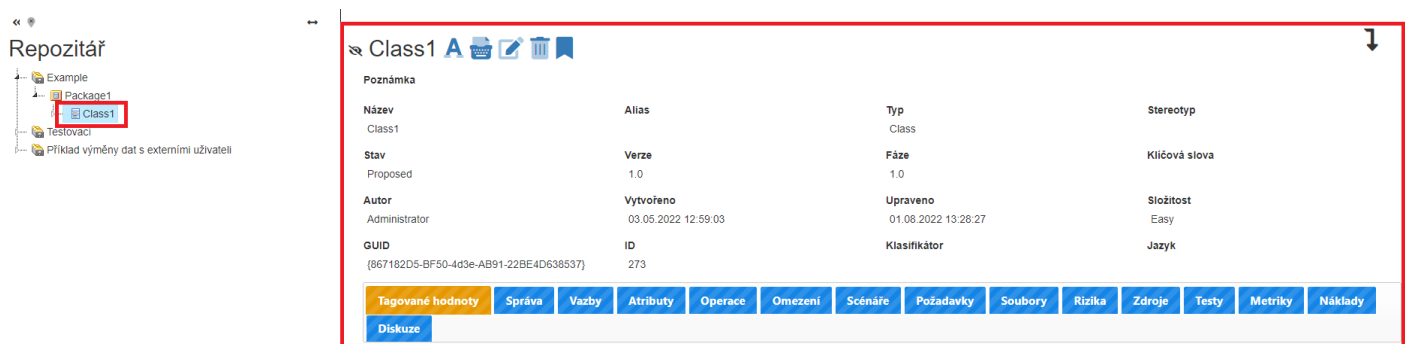 Repozitář
Example
Package1
Class1
Testovací
Příklad výměny dat s externími uživateli
Class1 A
Poznámka
Název Alias Typ Stereotyp
Class1 Class
Stav Verze Fáze Klíčová slova
Proposed 1.0 1.0
Autor Vytvořeno Upraveno Složitost
Administrator 03.05.2022 12:59:03 01.08.2022 13:28:27 Easy
GUID ID Klasifikátor Jazyk
{867182D5-BF50-4d3e-AB91-22BE4D638537} 273
Tagované hodnoty Správa Vazby Atributy Operace Omezení Scénáře Požadavky Soubory Rizika Zdroje Testy Metriky Náklady
Diskuze